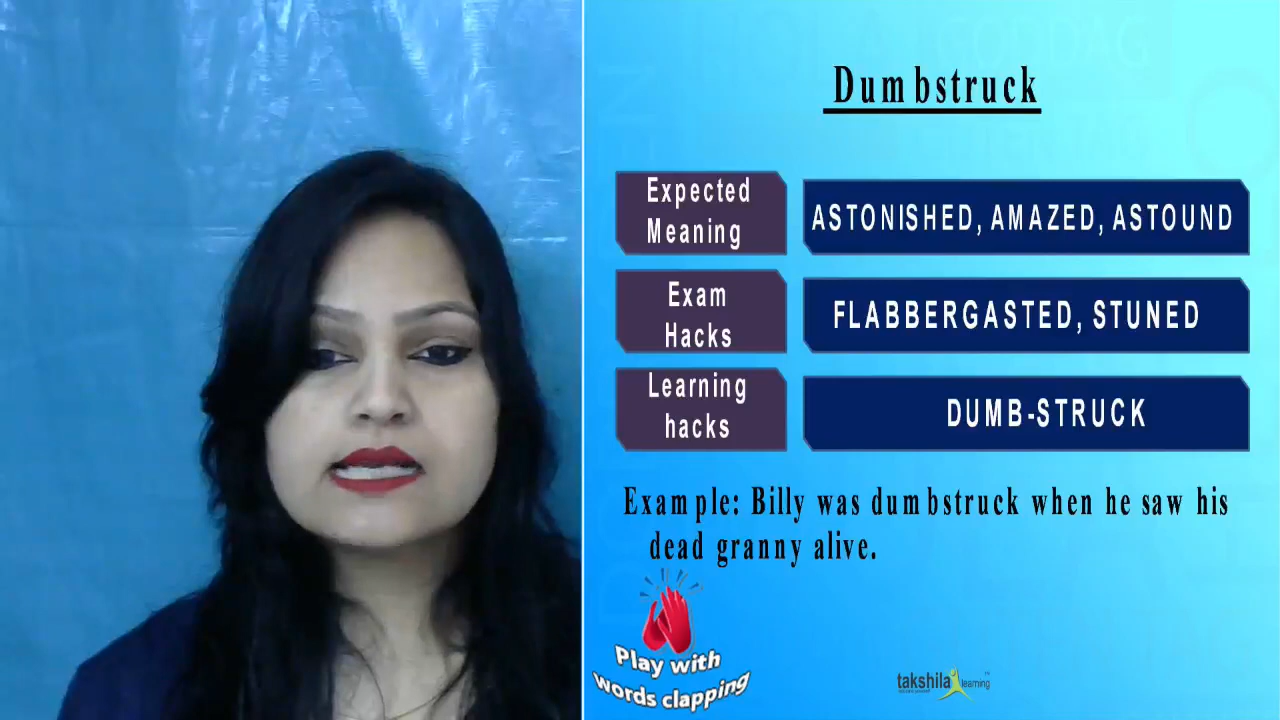 Dumbstruck
Expected
Meaning
ASTONISHED, AMAZED, ASTOUND
Exam
Hacks
FLABBERGASTED, STUNED
Learning
hacks
DUMB-STRUCK
Example: Billy was dumbstruck when he saw his
dead granny alive.
Play with
words clapping
takshila learning